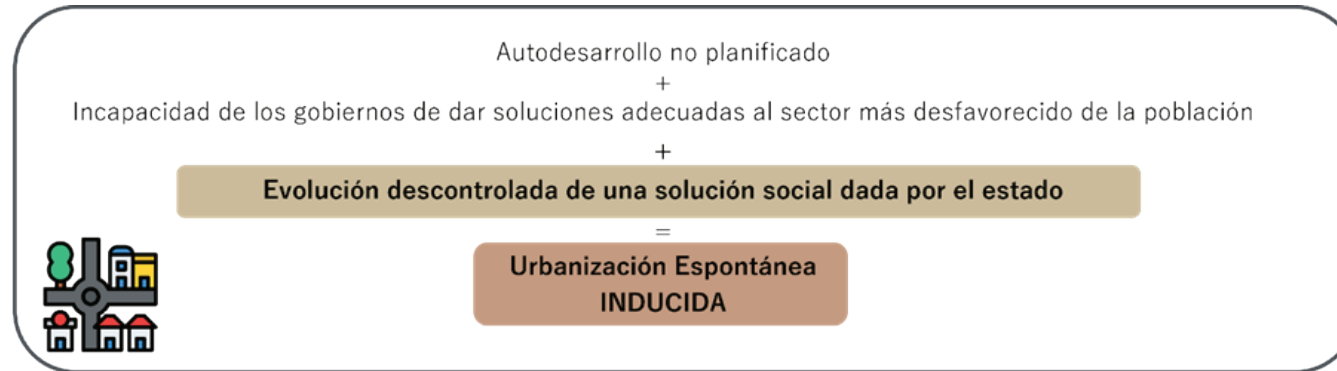 Autodesarrollo no planificado
+
Incapacidad de los gobiernos de dar soluciones adecuadas al sector más desfavorecido de la población
+
Evolución descontrolada de una solución social dada por el estado
=
Urbanización Espontánea
INDUCIDA